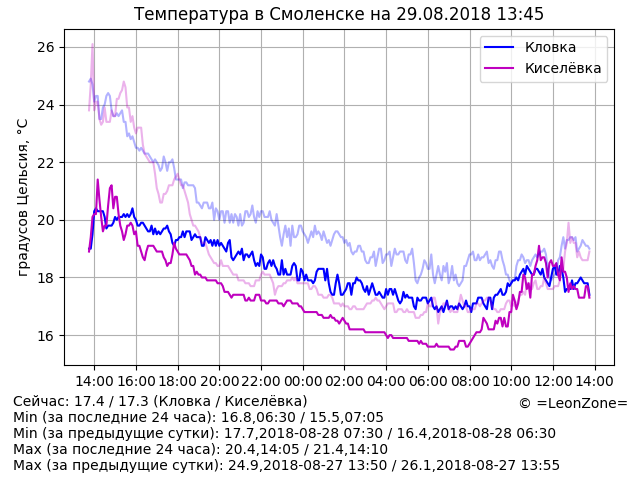 Температура в Смоленске на 29.08.2018 13:45
26
24
22
20
18
16
градусов Цельсия, °C
Кловка
Киселёвка
14:00 16:00 18:00 20:00 22:00 00:00 02:00 04:00 06:00 08:00 10:00 12:00 14:00
Сейчас: 17.4 / 17.3 (Кловка / Киселёвка)
© =LeonZone=
Min (за последние 24 часа): 16.8,06:30 / 15.5,07:05
Min (за предыдущие сутки): 17.7,2018-08-28 07:30 / 16.4,2018-08-28 06:30
Max (за последние 24 часа): 20.4,14:05 / 21.4,14:10
Max (за предыдущие сутки): 24.9,2018-08-27 13:50 / 26.1,2018-08-27 13:55